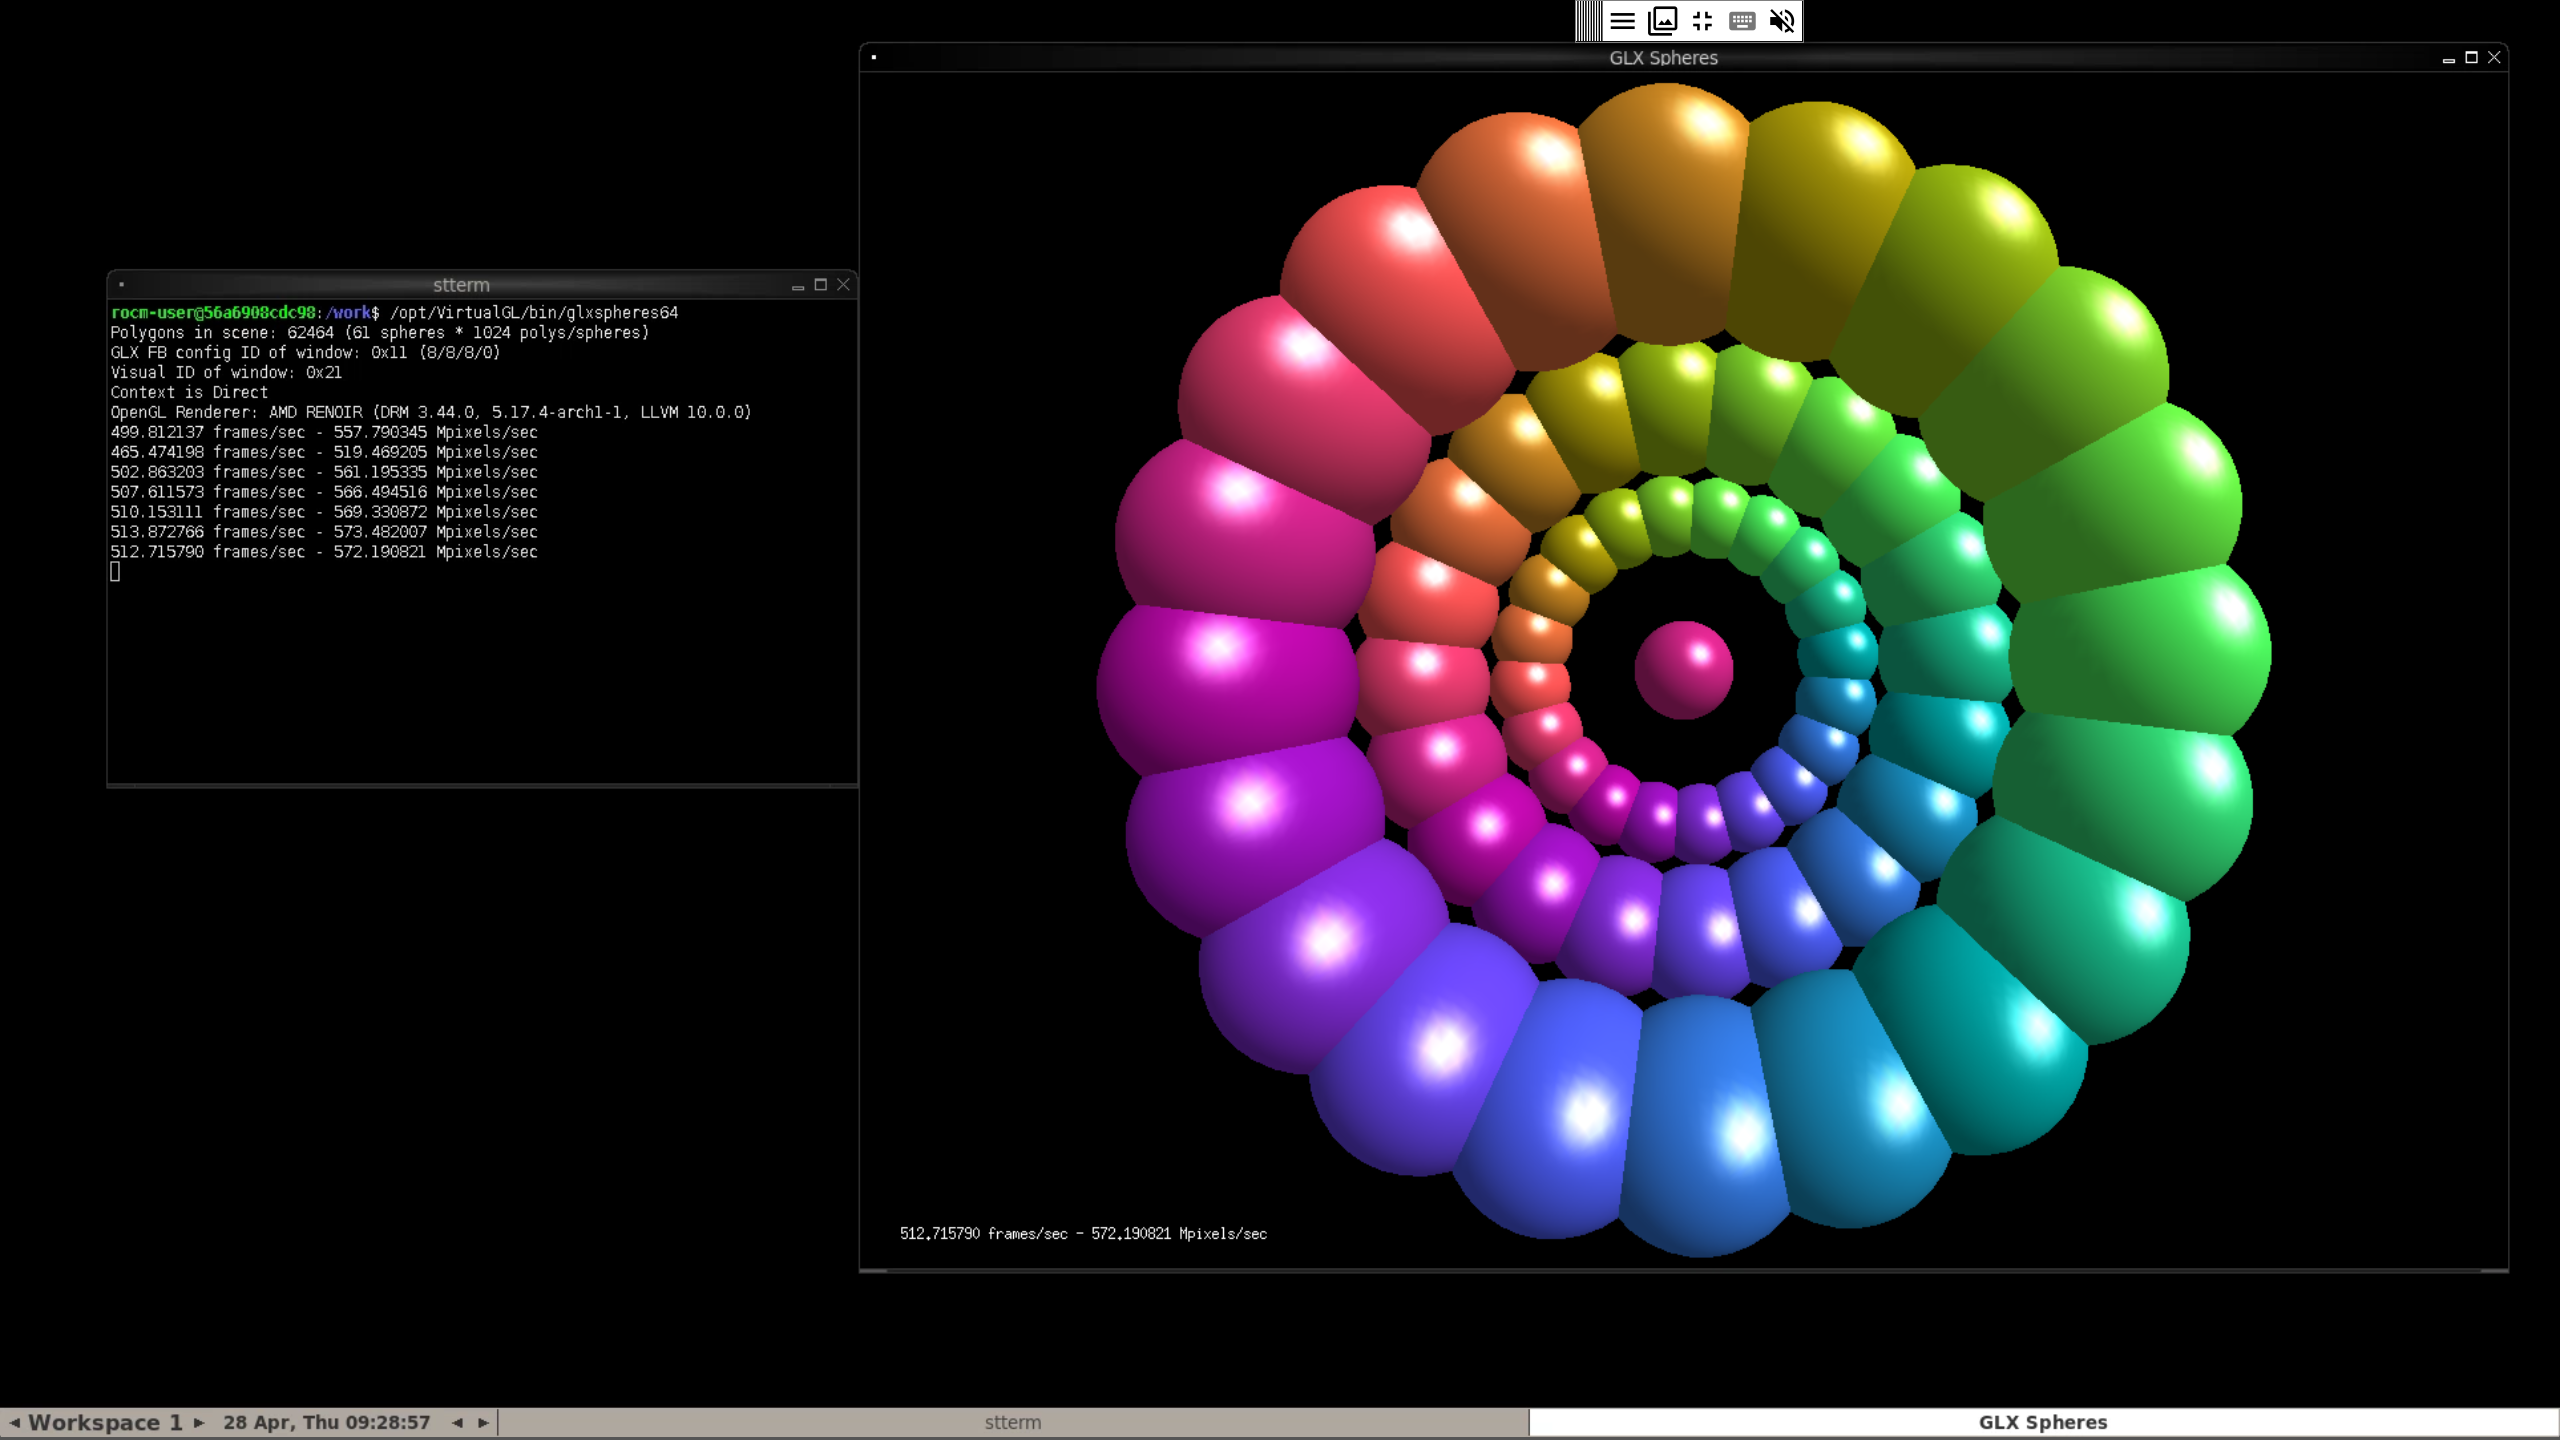 GLX Spheres
stterm
rocm-user@56a6908cdc98:/work$ /opt/VirtualGL/bin/glxspheres64
Polygons in scene: 62464 (61 spheres * 1024 polys/spheres)
GLX FB config ID of window: 0x11 (8/8/8/0)
Visual ID of window: 0x21
Context is Direct
OpenGL Renderer: AMD RENOIR (DRM 3.44.0, 5.17.4-arch1-1, LLVM 10.0.0)
499.812137 frames/sec - 557.790345 Mpixels/sec
465.474198 frames/sec - 519.469205 Mpixels/sec
502.863203 frames/sec - 561.195335 Mpixels/sec
507.611573 frames/sec - 566.494516 Mpixels/sec
510.153111 frames/sec - 569.330872 Mpixels/sec
513.872766 frames/sec - 573.482007 Mpixels/sec
512.715790 frames/sec - 572.190821 Mpixels/sec
512.715790 frames/sec - 572.190821 Mpixels/sec
Workspace 1 28 Apr, Thu 09:28:57 stterm GLX Spheres